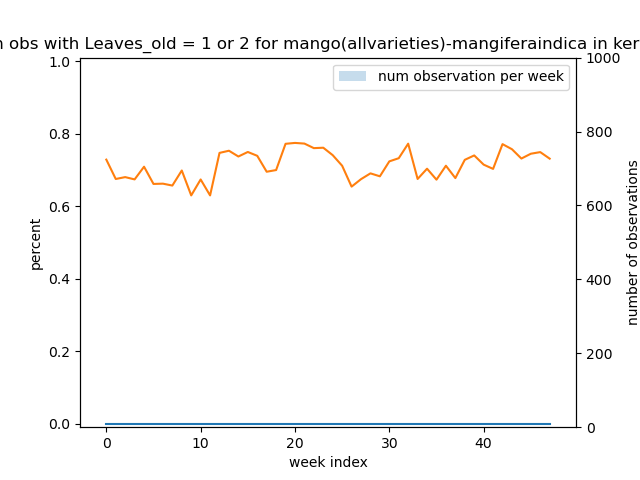 obs with Leaves_old = 1 or 2 for mango(allvarieties)-mangiferaindica in ker
num observation per week
1.0
0.8
0.6
0.4
0.2
0.0
percent
1000
800
600
400
200
0
number of observations
0 10 20 30 40
week index